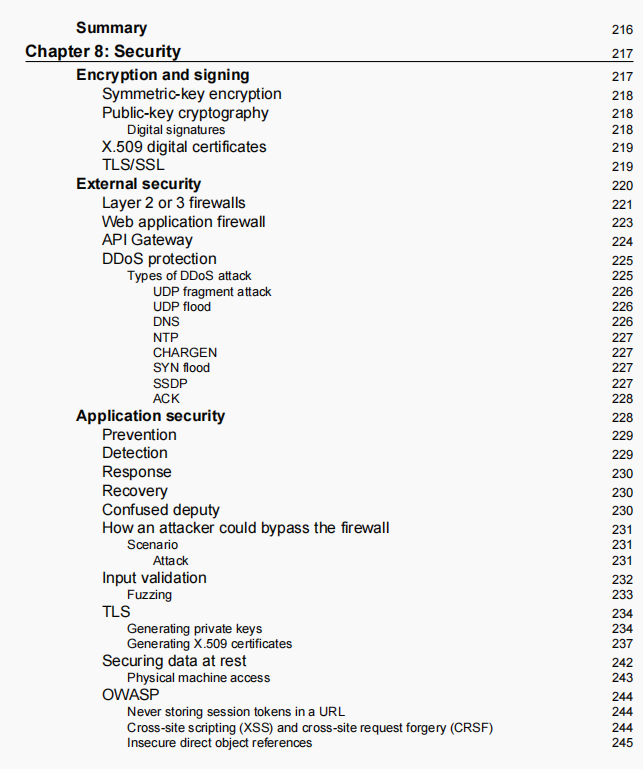 Summary 216
Chapter 8: Security 217
Encryption and signing 217
Symmetric-key encryption 218
Public-key cryptography 218
Digital signatures 218
X.509 digital certificates 219
TLS/SSL 219
External security 220
Layer 2 or 3 firewalls 221
Web application firewall 223
API Gateway 224
DDoS protection 225
Types of DDoS attack 225
UDP fragment attack 226
UDP flood 226
DNS 226
NTP 227
CHARGEN 227
SYN flood 227
SSDP 227
ACK 228
Application security 228
Prevention 229
Detection 229
Response 230
Recovery 230
Confused deputy 230
How an attacker could bypass the firewall 231
Scenario 231
Attack 231
Input validation 232
Fuzzing 233
TLS 234
Generating private keys 234
Generating X.509 certificates 237
Securing data at rest 242
Physical machine access 243
OWASP 244
Never storing session tokens in a URL 244
Cross-site scripting (XSS) and cross-site request forgery (CRSF) 244
Insecure direct object references 245